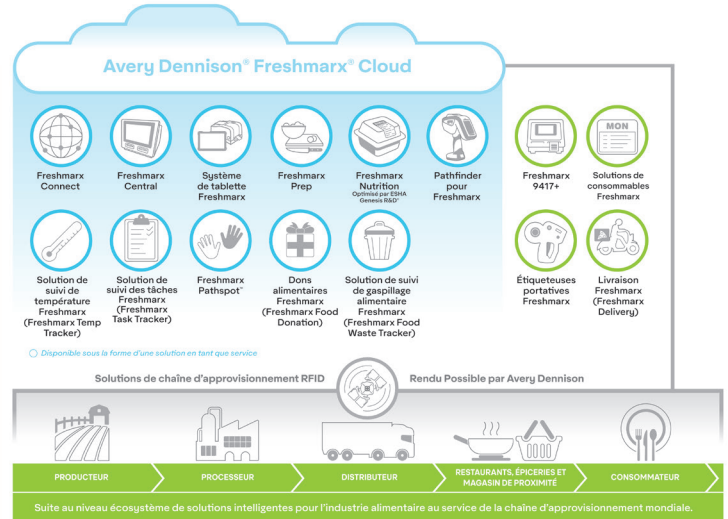 Avery Dennison® Freshmarx® Cloud
Freshmarx
Connect
Freshmarx
Central
Système
de tablette
Freshmarx
Freshmarx
Prep
Freshmarx
Nutrition
Optimisé par ESHA
Genesis R&D®
Pathfinder
pour
Freshmarx
Freshmarx
9417+
MON
Solutions de
consommables
Freshmarx
Solution de
suivi de
température
Freshmarx
(Freshmarx Temp
Tracker)
Solution de
suivi des tâches
Freshmarx
(Freshmarx
Task Tracker)
Freshmarx
Pathspot™
Dons
alimentaires
Freshmarx
(Freshmarx Food
Donation)
Solution de suivi
de gaspillage
alimentaire
Freshmarx
(Freshmarx Food
Waste Tracker)
Étiqueteuses
portatives
Freshmarx
Livraison
Freshmarx
(Freshmarx
Delivery)
Disponible sous la forme d'une solution en tant que service
Solutions de chaîne d'approvisionnement RFID
Rendu Possible par Avery Dennison
PRODUCTEUR
PROCESSEUR
DISTRIBUTEUR
RESTAURANTS, ÉPICERIES ET
MAGASIN DE PROXIMITÉ
CONSOMMATEUR
Suite au niveau écosystème de solutions intelligentes pour l'industrie alimentaire au service de la chaîne d'approvisionnement mondiale.